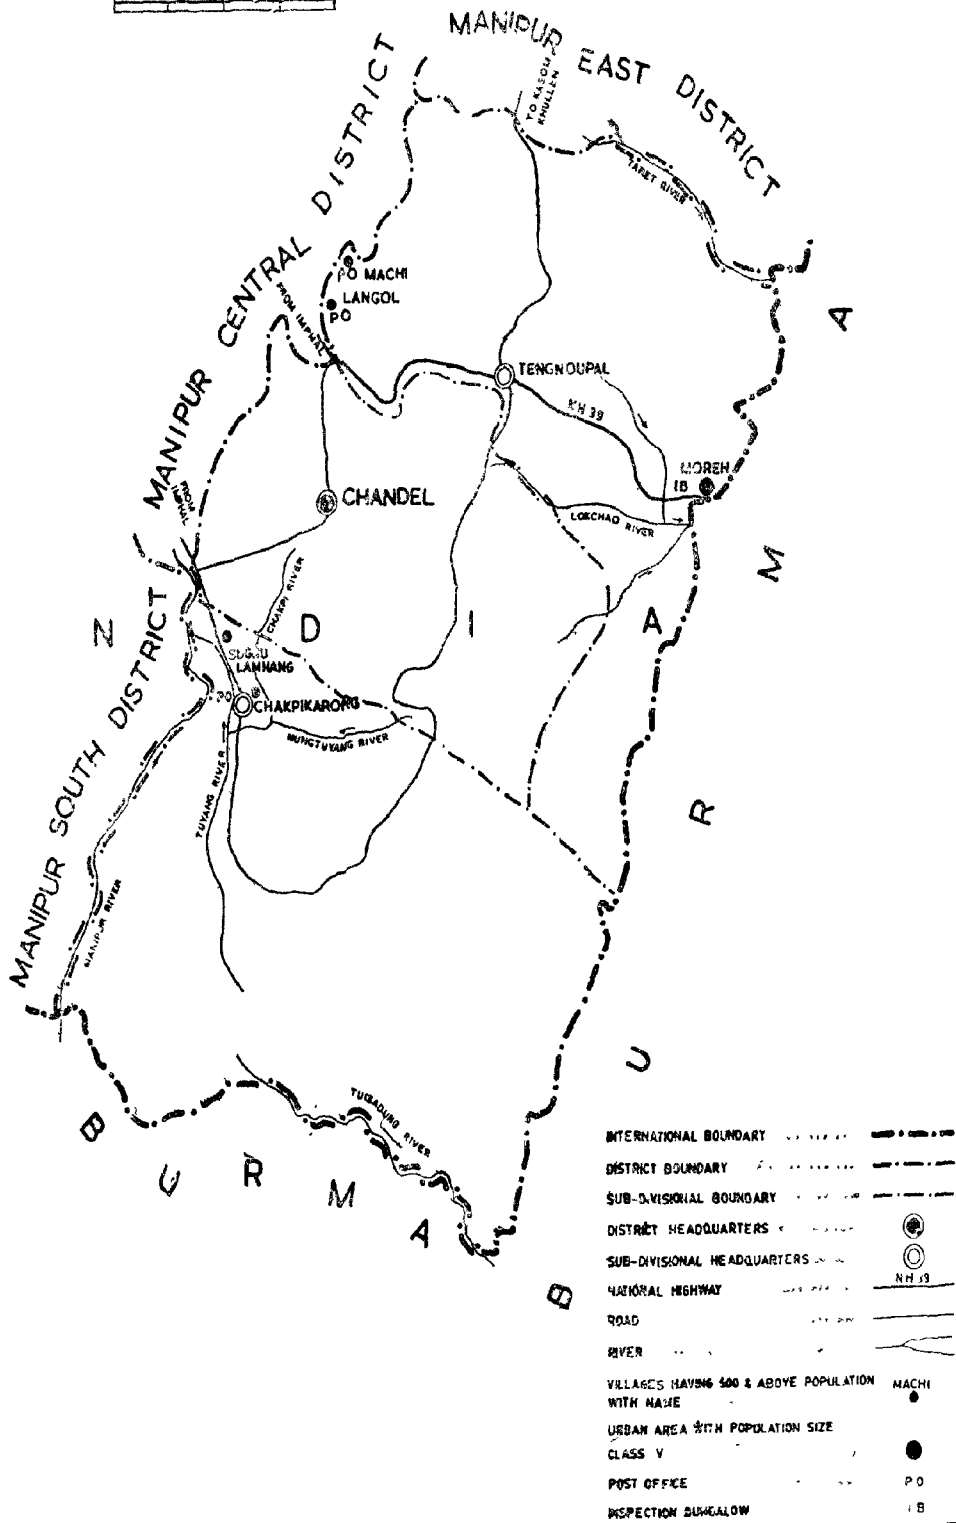 MANIPUR EAST DISTRICT
MANIPUR CENTRAL DISTRICT
TO KASOM
KHULLEN
TARET RIVER
PO MACHI
LANGOL
PO
FROM IMPHAL
TENGNOUPAL
NH 39
MOREH
IB
CHANDEL
LOKCHAO RIVER
FROM
IMPHAL
CHAKPI RIVER
N D I A
SUGNU
LAMHANG
PO
CHAKPIKARONG
NUNGTUYANG RIVER
MANIPUR SOUTH DISTRICT
TUYANG RIVER
MANIPUR RIVER
RIVER
BURMA
BURMA
INTERNATIONAL BOUNDARY
DISTRICT BOUNDARY
SUB-DIVISIONAL BOUNDARY
DISTRICT HEADQUARTERS
SUB-DIVISIONAL HEADQUARTERS
NATIONAL HIGHWAY NH 39
ROAD
RIVER
VILLAGES HAVING 500 & ABOVE POPULATION MACHI
WITH NAME
URBAN AREA WITH POPULATION SIZE
CLASS V
POST OFFICE PO
INSPECTION BUNGALOW IB